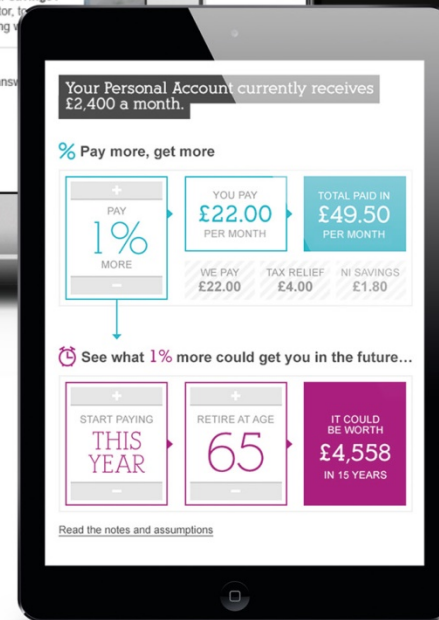 Your Personal Account currently receives
£2,400 a month.
% Pay more, get more
+
PAY
1%
MORE
–
YOU PAY
£22.00
PER MONTH
TOTAL PAID IN
£49.50
PER MONTH
WE PAY
£22.00
TAX RELIEF
£4.00
NI SAVINGS
£1.80
See what 1% more could get you in the future...
+
START PAYING
THIS
YEAR
–
+
RETIRE AT AGE
65
–
IT COULD
BE WORTH
£4,558
IN 15 YEARS
Read the notes and assumptions